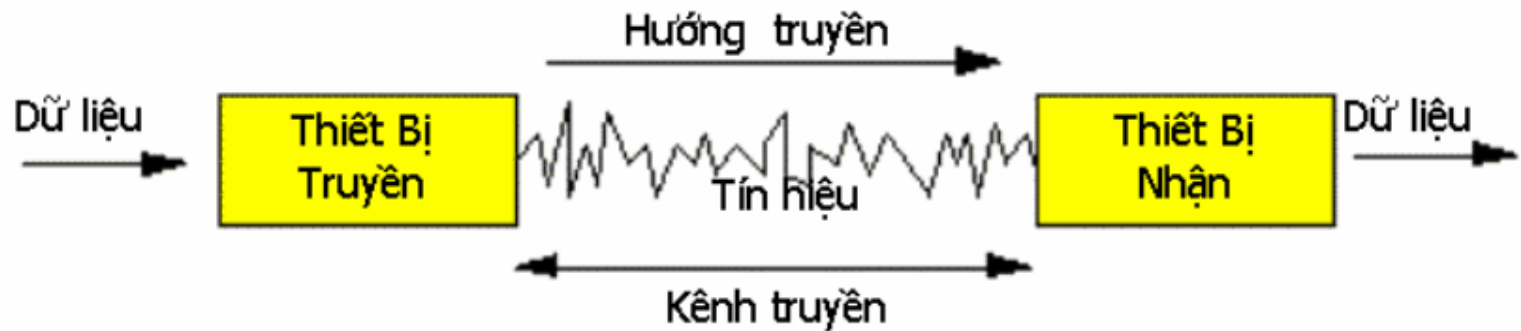 Hướng truyền
Dữ liệu
Thiết Bị
Truyền
Tín hiệu
Thiết Bị
Nhận
Dữ liệu
Kênh truyền